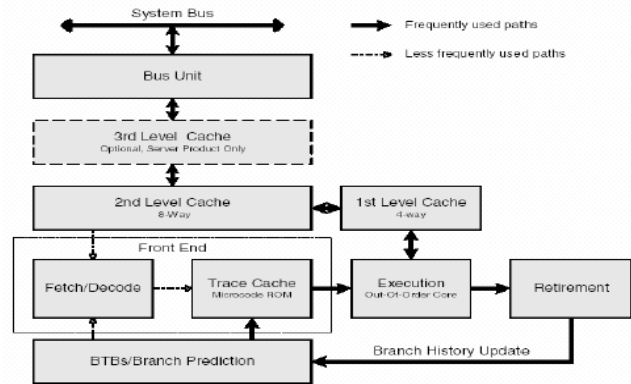 System Bus
Frequently used paths
Less frequently used paths
Bus Unit
3rd Level Cache
Optional, Server Product Only
2nd Level Cache
8-Way
1st Level Cache
4-way
Front End
Fetch/Decode
Trace Cache
Microcode ROM
Execution
Out-Of-Order Core
Retirement
BTBs/Branch Prediction
Branch History Update